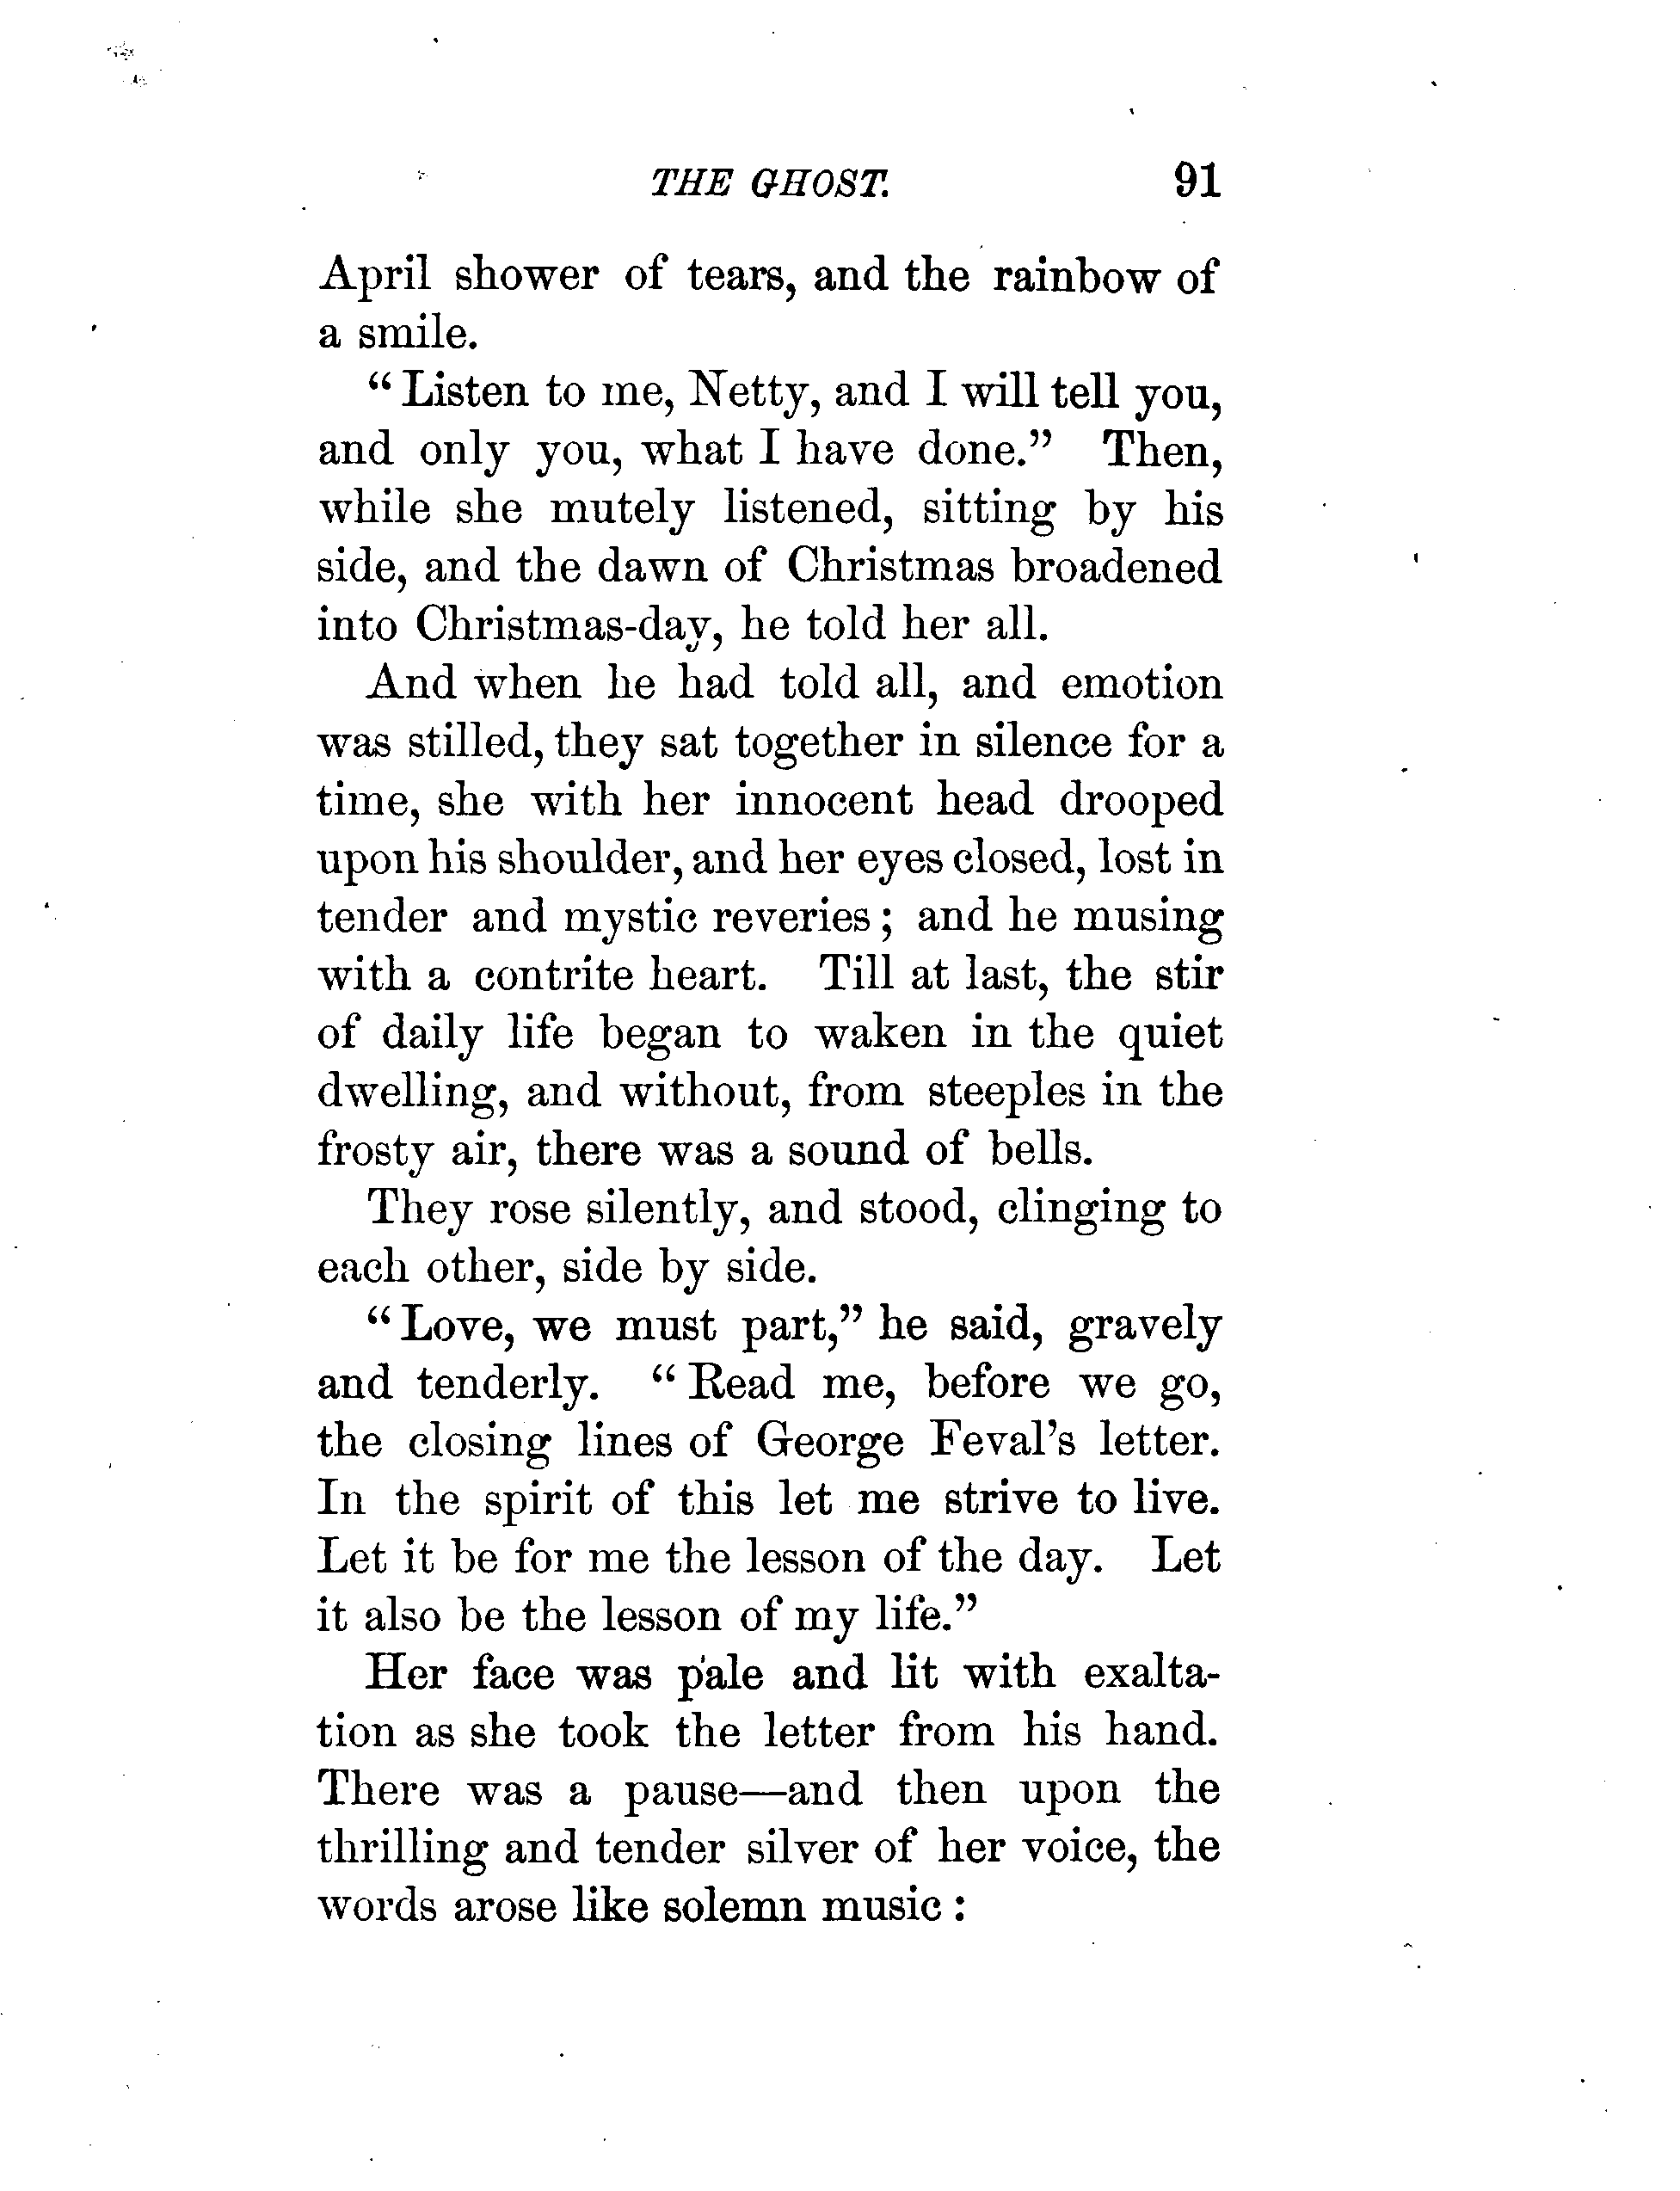 THE GHOST. 91
April shower of tears, and the rainbow of
a smile.
“Listen to me, Netty, and I will tell you,
and only you, what I have done.” Then,
while she mutely listened, sitting by his
side, and the dawn of Christmas broadened
into Christmas-day, he told her all.
And when he had told all, and emotion
was stilled, they sat together in silence for a
time, she with her innocent head drooped
upon his shoulder, and her eyes closed, lost in
tender and mystic reveries; and he musing
with a contrite heart. Till at last, the stir
of daily life began to waken in the quiet
dwelling, and without, from steeples in the
frosty air, there was a sound of bells.
They rose silently, and stood, clinging to
each other, side by side.
“Love, we must part,” he said, gravely
and tenderly. “Read me, before we go,
the closing lines of George Feval’s letter.
In the spirit of this let me strive to live.
Let it be for me the lesson of the day. Let
it also be the lesson of my life.”
Her face was pale and lit with exalta-
tion as she took the letter from his hand.
There was a pause—and then upon the
thrilling and tender silver of her voice, the
words arose like solemn music: